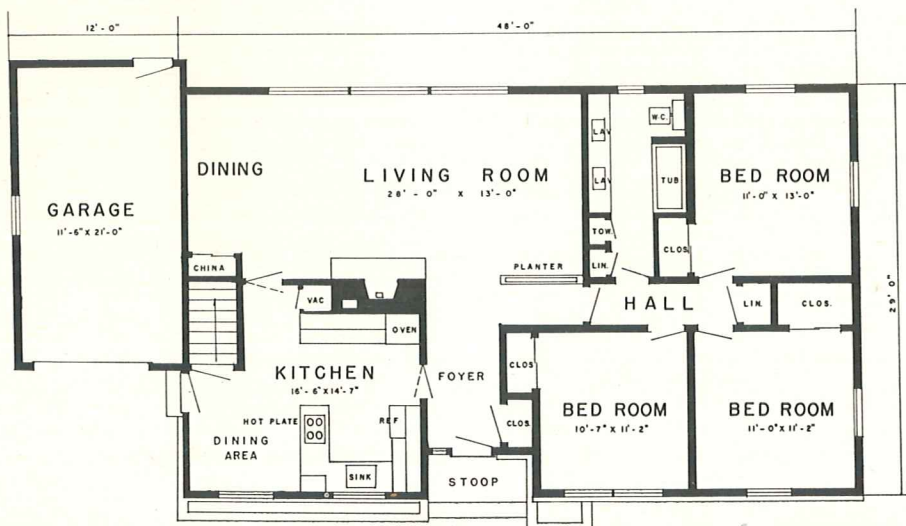 12'-0"
48'-0"
DINING
LIVING ROOM
28'-0" X 13'-0"
GARAGE
11'-6" X 21'-0"
LAV
LAV
W.C.
TUB
TOW.
LIN.
CLOS.
BED ROOM
11'-0" X 13'-0"
CHINA
VAC
PLANTER
HALL
LIN.
CLOS.
29'-0"
OVEN
KITCHEN
16'-6" X 14'-7"
FOYER
CLOS
CLOS.
HOT PLATE
REF
DINING
AREA
SINK
STOOP
BED ROOM
10'-7" X 11'-2"
BED ROOM
11'-0" X 11'-2"